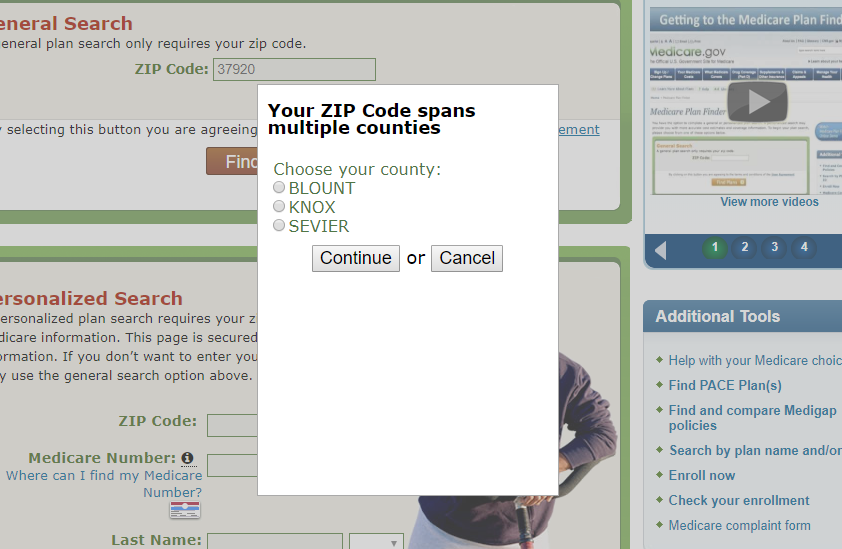 eneral Search
eneral plan search only requires your zip code.
ZIP Code: 37920
selecting this button you are agreeing
ement
Find
Your ZIP Code spans
multiple counties
Choose your county:
BLOUNT
KNOX
SEVIER
Continue or Cancel
ersonalized Search
ersonalized plan search requires your z
dicare information. This page is secured
ormation. If you don't want to enter you
y use the general search option above.
ZIP Code:
Medicare Number:
Where can I find my Medicare
Number?
Last Name:
Getting to the Medicare Plan Find
Medicare.gov
Medicare Plan Finder
General Search
View more videos
1 2 3 4
Additional Tools
Help with your Medicare choic
Find PACE Plan(s)
Find and compare Medigap
policies
Search by plan name and/or
Enroll now
Check your enrollment
Medicare complaint form